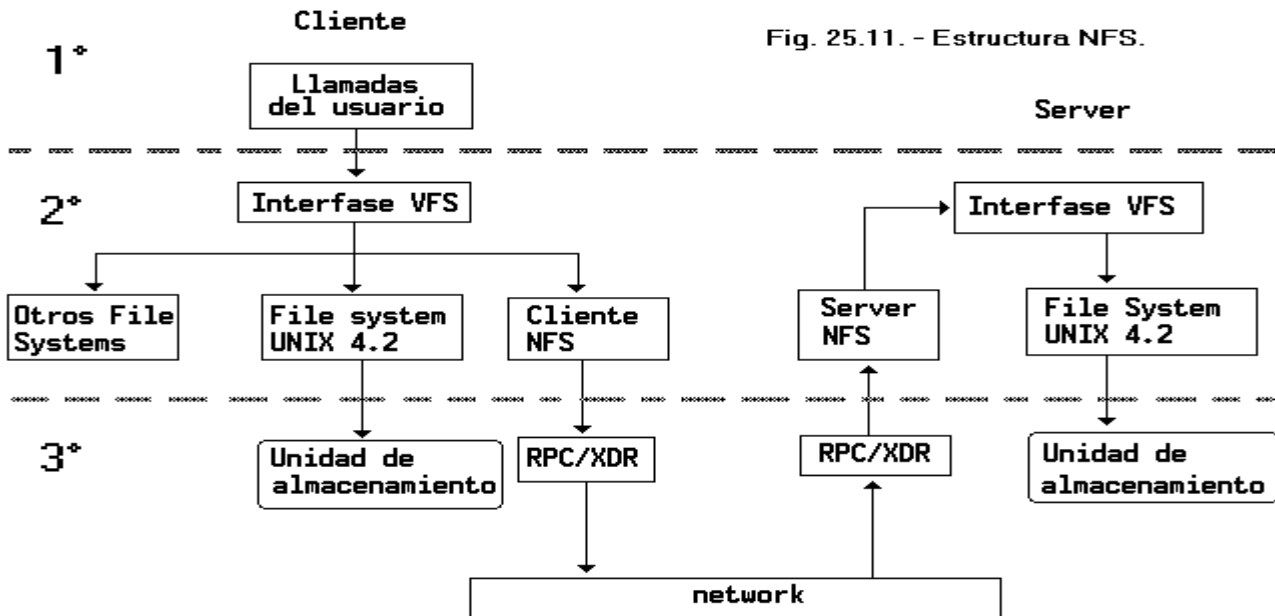 Cliente
Fig. 25.11. - Estructura NFS.
1°
Llamadas
del usuario
Server
2°
Interfase VFS
Interfase VFS
Otros File
Systems
File system
UNIX 4.2
Cliente
NFS
Server
NFS
File System
UNIX 4.2
3°
Unidad de
almacenamiento
RPC/XDR
RPC/XDR
Unidad de
almacenamiento
network